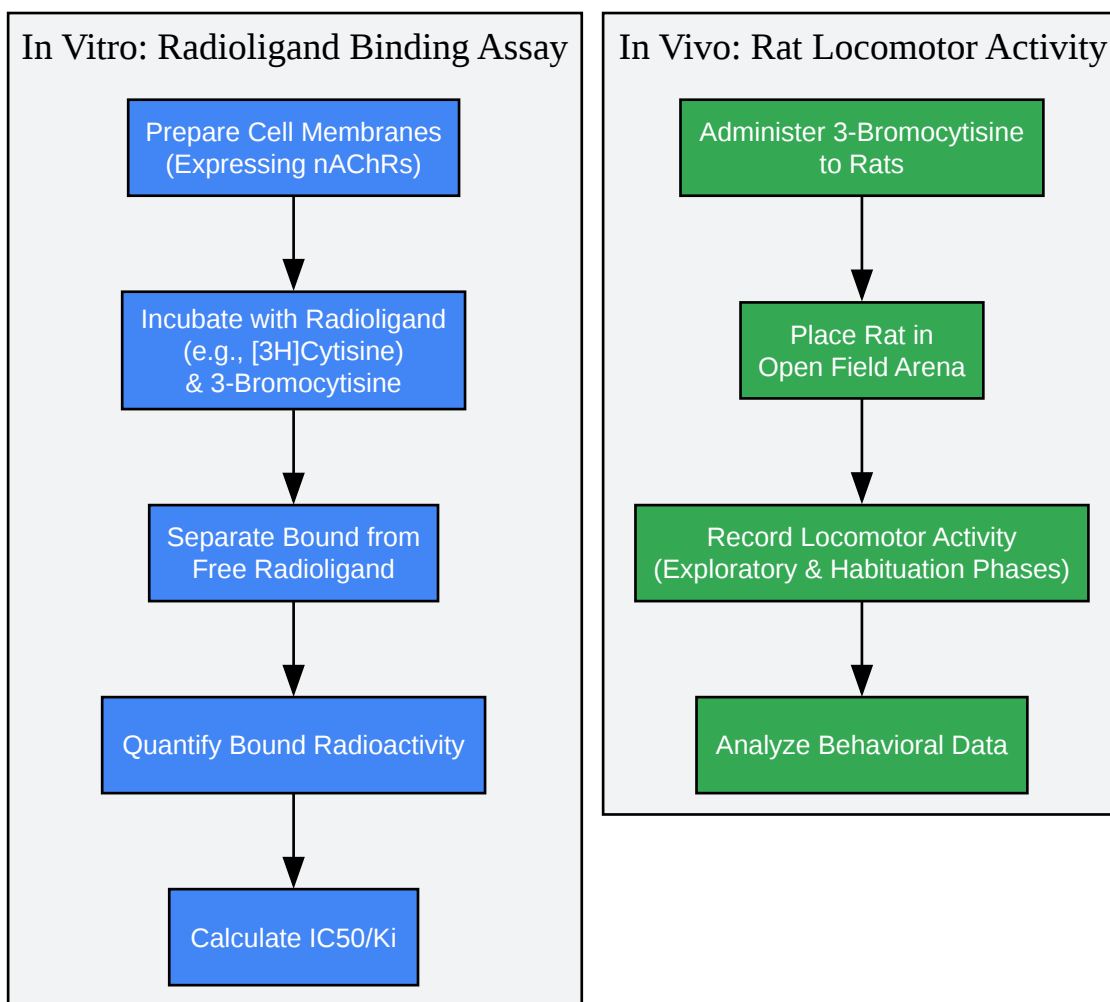 In Vitro: Radioligand Binding Assay
Prepare Cell Membranes
(Expressing nAChRs)
Incubate with Radioligand
(e.g., [3H]Cytisine)
& 3-Bromocytisine
Separate Bound from
Free Radioligand
Quantify Bound Radioactivity
Calculate IC50/Ki
In Vivo: Rat Locomotor Activity
Administer 3-Bromocytisine
to Rats
Place Rat in
Open Field Arena
Record Locomotor Activity
(Exploratory & Habituation Phases)
Analyze Behavioral Data